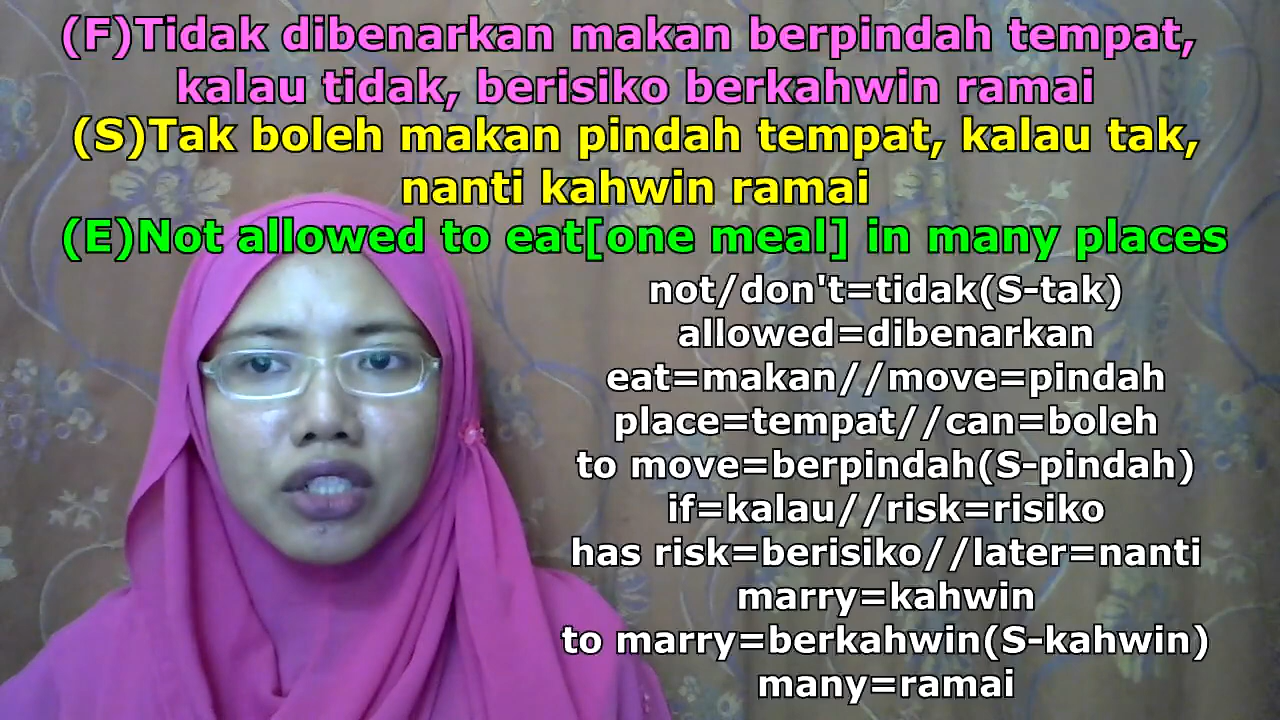 (F)Tidak dibenarkan makan berpindah tempat,
kalau tidak, berisiko berkahwin ramai
(S)Tak boleh makan pindah tempat, kalau tak,
nanti kahwin ramai
(E)Not allowed to eat[one meal] in many places
not/don't=tidak(S-tak)
allowed=dibenarkan
eat=makan//move=pindah
place=tempat//can=boleh
to move=berpindah(S-pindah)
if=kalau//risk=risiko
has risk=berisiko//later=nanti
marry=kahwin
to marry=berkahwin(S-kahwin)
many=ramai